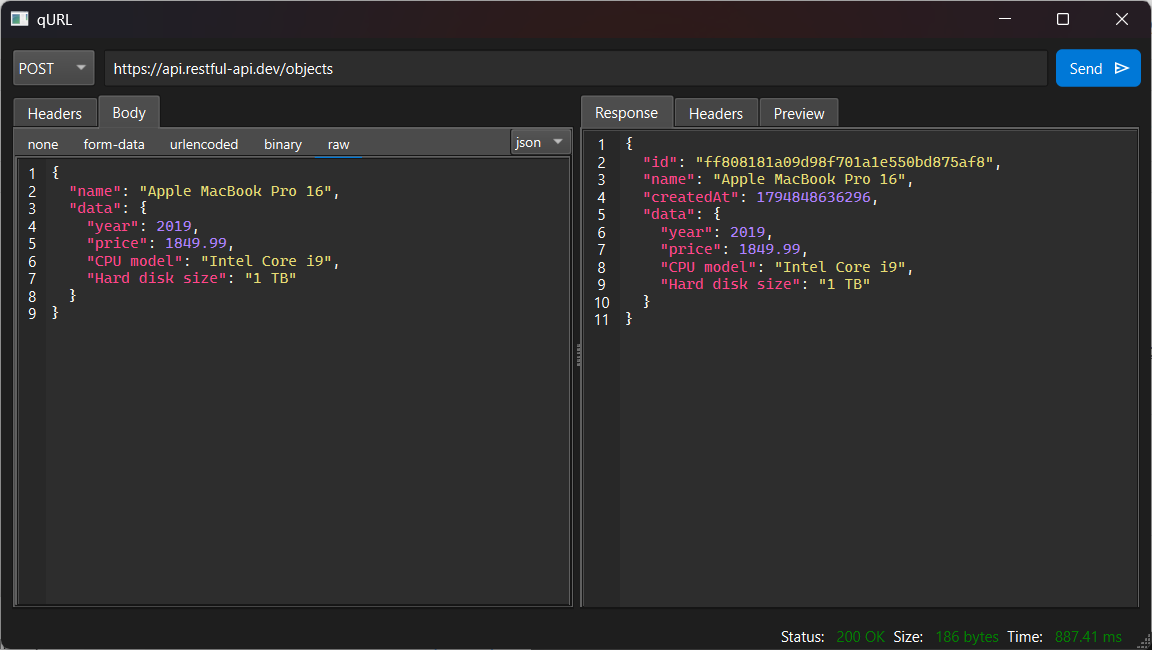 qURL
POST https://api.restful-api.dev/objects Send
Headers Body
none form-data urlencoded binary raw json
1 {
2 "name": "Apple MacBook Pro 16",
3 "data": {
4 "year": 2019,
5 "price": 1849.99,
6 "CPU model": "Intel Core i9",
7 "Hard disk size": "1 TB"
8 }
9 }
Response Headers Preview
1 {
2 "id": "ff808181a09d98f701a1e550bd875af8",
3 "name": "Apple MacBook Pro 16",
4 "createdAt": 1794848636296,
5 "data": {
6 "year": 2019,
7 "price": 1849.99,
8 "CPU model": "Intel Core i9",
9 "Hard disk size": "1 TB"
10 }
11 }
Status: 200 OK Size: 186 bytes Time: 887.41 ms